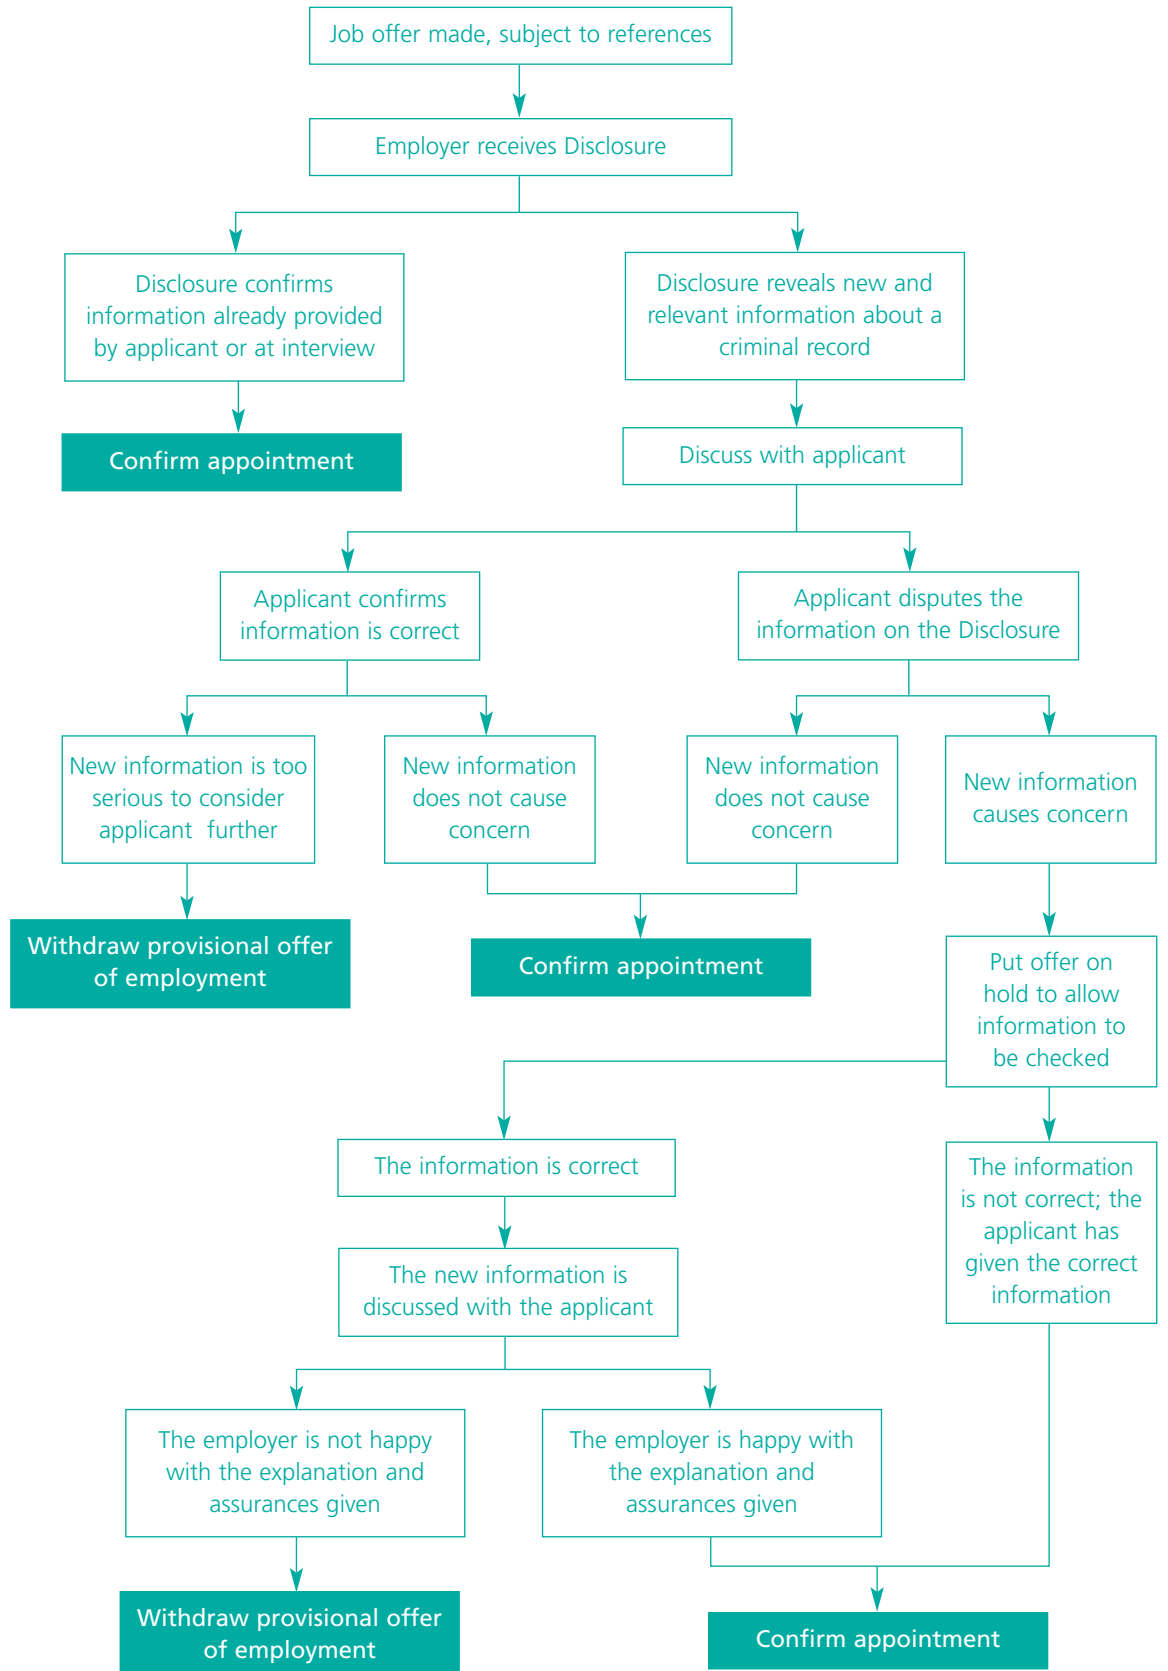 Job offer made, subject to references
Employer receives Disclosure
Disclosure confirms
information already provided
by applicant or at interview
Disclosure reveals new and
relevant information about a
criminal record
Confirm appointment
Discuss with applicant
Applicant confirms
information is correct
Applicant disputes the
information on the Disclosure
New information is too
serious to consider
applicant further
New information
does not cause
concern
New information
does not cause
concern
New information
causes concern
Withdraw provisional offer
of employment
Confirm appointment
Put offer on
hold to allow
information to
be checked
The information is correct
The information
is not correct; the
applicant has
given the correct
information
The new information is
discussed with the applicant
The employer is not happy
with the explanation and
assurances given
The employer is happy with
the explanation and
assurances given
Withdraw provisional offer
of employment
Confirm appointment